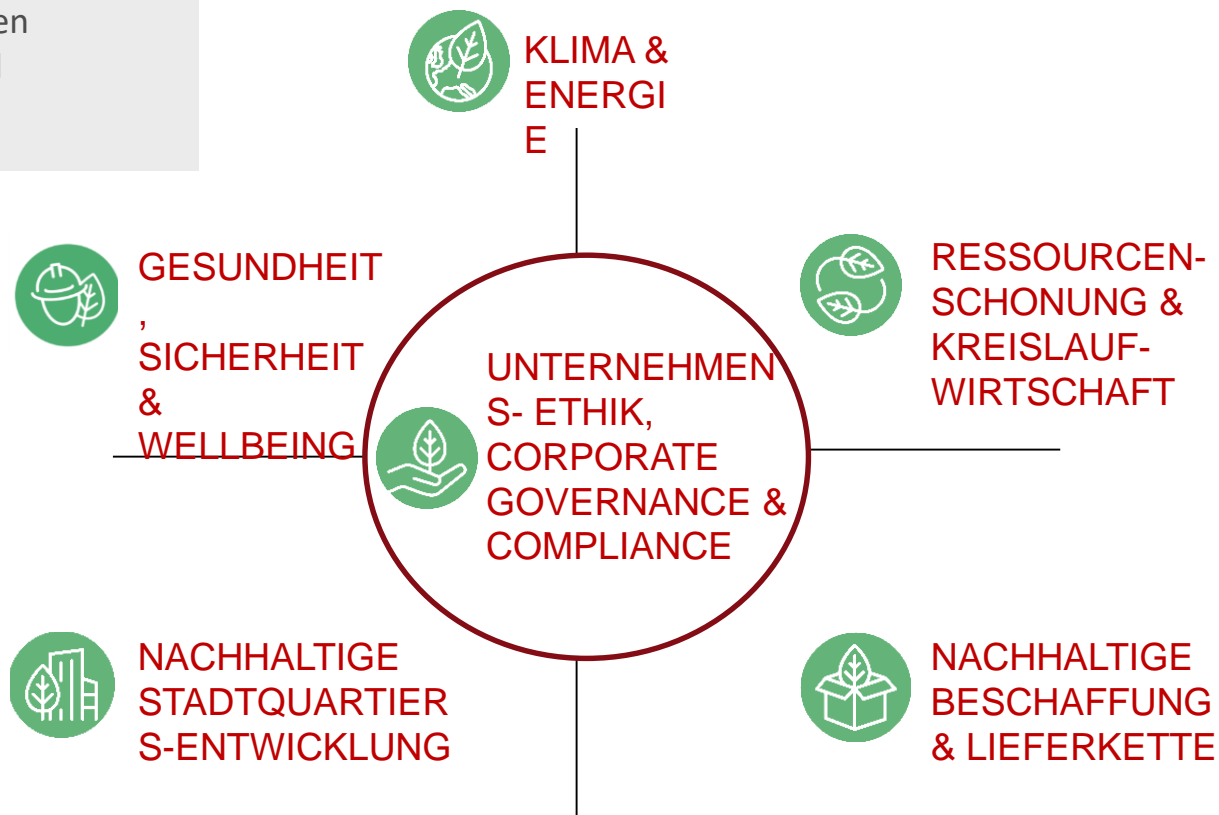 en
KLIMA &
ENERGI
E
GESUNDHEIT
,
SICHERHEIT
&
WELLBEING
RESSOURCEN-
SCHONUNG &
KREISLAUF-
WIRTSCHAFT
UNTERNEHMEN
S- ETHIK,
CORPORATE
GOVERNANCE &
COMPLIANCE
NACHHALTIGE
STADTQUARTIER
S-ENTWICKLUNG
NACHHALTIGE
BESCHAFFUNG
& LIEFERKETTE